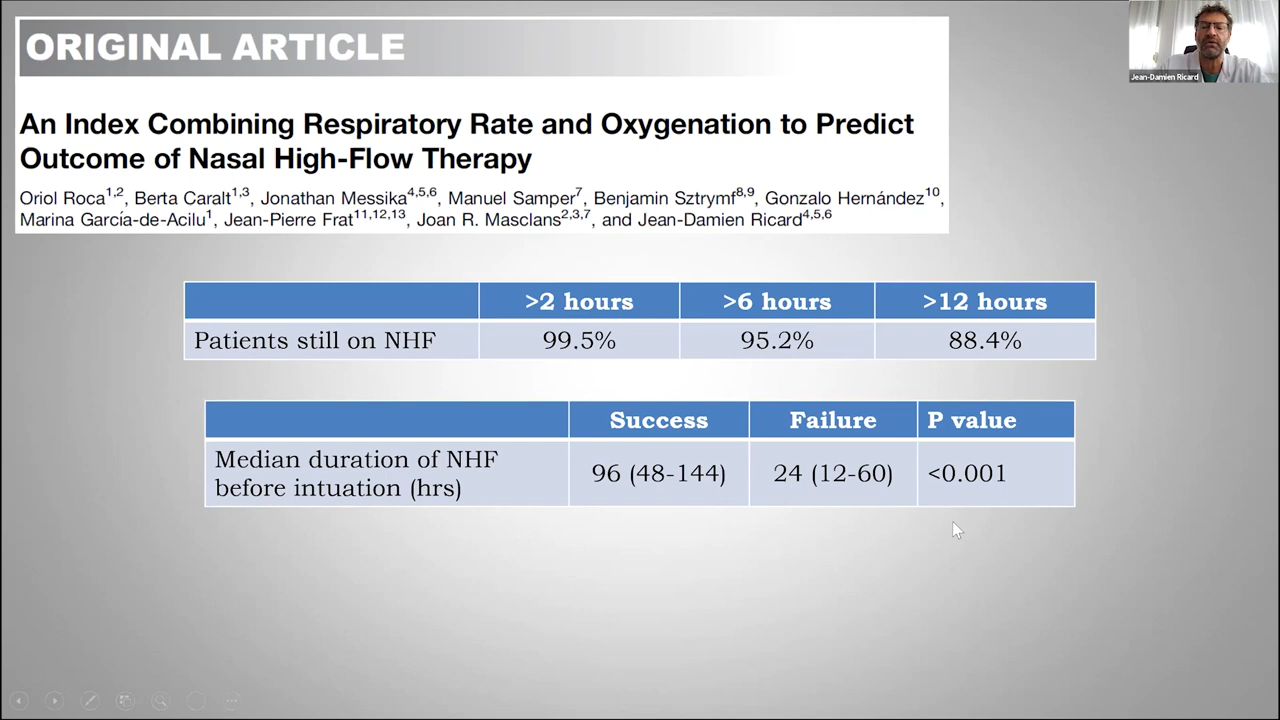 ORIGINAL ARTICLE
Jean-Damien Ricard
An Index Combining Respiratory Rate and Oxygenation to Predict
Outcome of Nasal High-Flow Therapy
Oriol Roca1,2, Berta Caralt1,3, Jonathan Messika4,5,6, Manuel Samper7, Benjamin Sztrymf8,9, Gonzalo Hernández10,
Marina García-de-Acilu1, Jean-Pierre Frat11,12,13, Joan R. Masclans2,3,7, and Jean-Damien Ricard4,5,6
>2 hours >6 hours >12 hours
Patients still on NHF 99.5% 95.2% 88.4%
Success Failure P value
Median duration of NHF
before intuation (hrs) 96 (48-144) 24 (12-60) <0.001